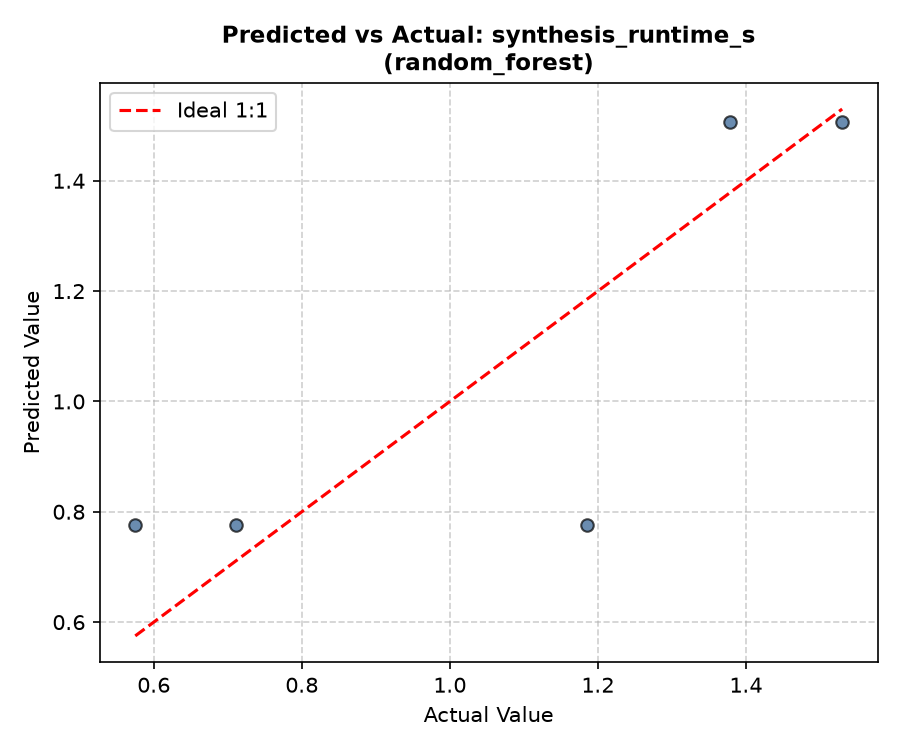 Predicted vs Actual: synthesis_runtime_s
(random_forest)
Ideal 1:1
Predicted Value
1.4
1.2
1.0
0.8
0.6
0.6 0.8 1.0 1.2 1.4
Actual Value